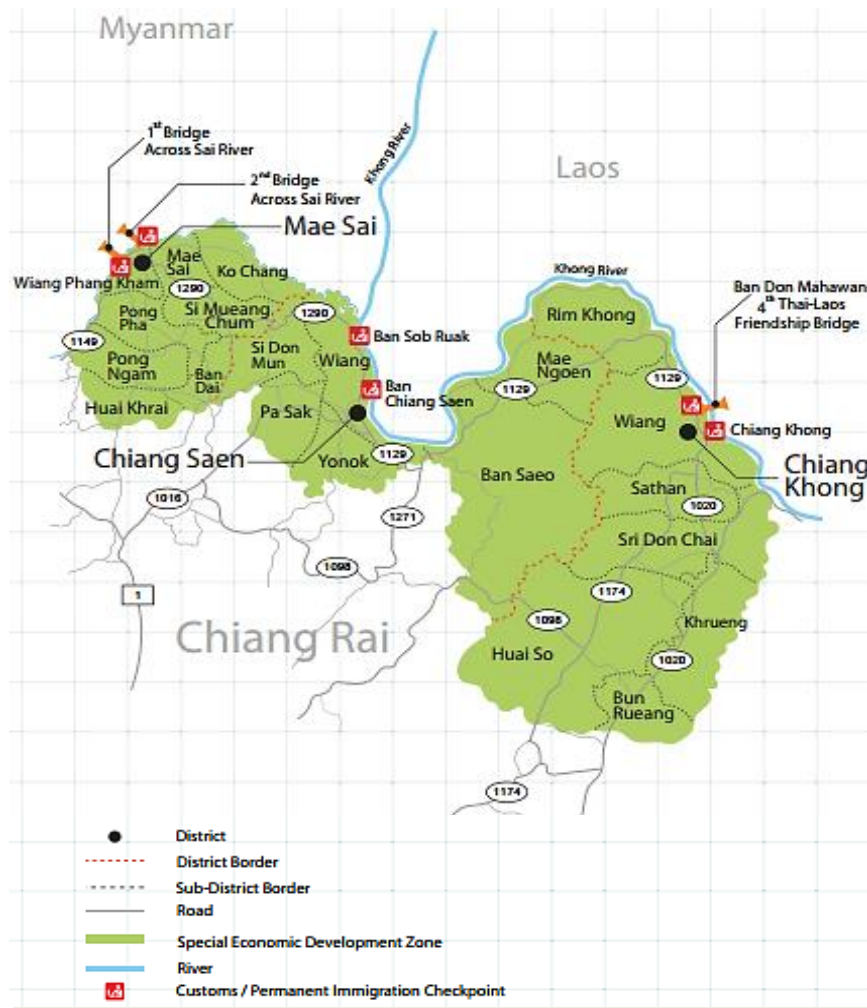 Myanmar
1st Bridge
Across Sai River
2nd Bridge
Across Sai River
Khong River
Laos
Mae Sai
Mae
Sai
Ko Chang
Wiang Phang Kham
1290
Khong River
Ban Don Mahawan
4th Thai-Laos
Friendship Bridge
Pong
Pha
Si Mueang
Chum
1290
Rim Khong
1149
Ban Sob Ruak
Si Don
Mun
Wiang
Mae
Ngoen
1129
1129
Pong
Ngam
Ban
Dai
Ban
Chiang Saen
Huai Khrai
Pa Sak
Wiang
Chiang Khong
Chiang Saen
Yonok
1129
Chiang
Khong
Ban Saeo
Sathan
1016
1020
1271
Sri Don Chai
1098
1
1174
Chiang Rai
1098
Khrueng
Huai So
1020
Bun
Rueang
1174
District
District Border
Sub-District Border
Road
Special Economic Development Zone
River
Customs / Permanent Immigration Checkpoint